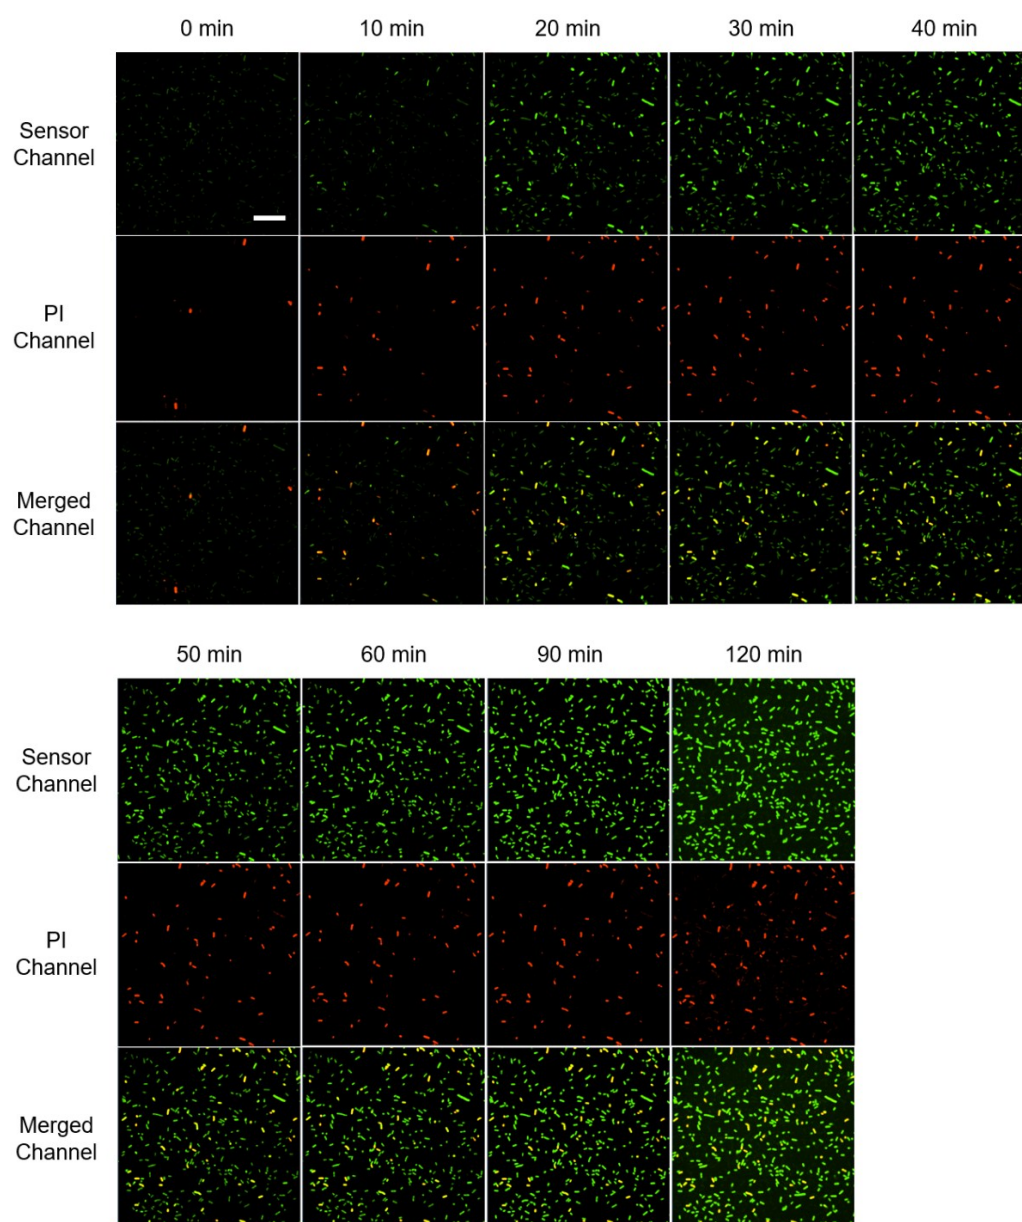 0 min 10 min 20 min 30 min 40 min
Sensor
Channel
PI
Channel
Merged
Channel
50 min 60 min 90 min 120 min
Sensor
Channel
PI
Channel
Merged
Channel